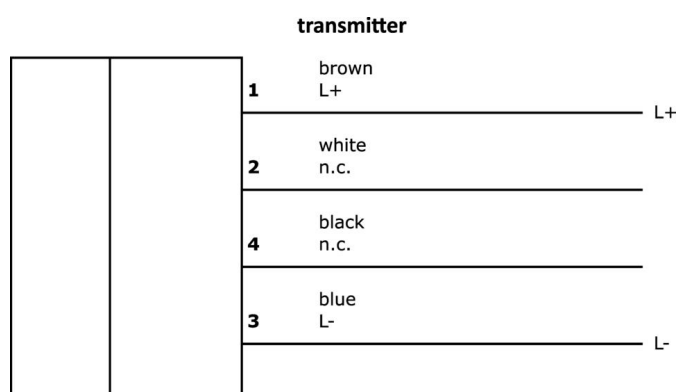 transmitter
brown
1 L+
L+
white
2 n.c.
black
4 n.c.
blue
3 L-
L-